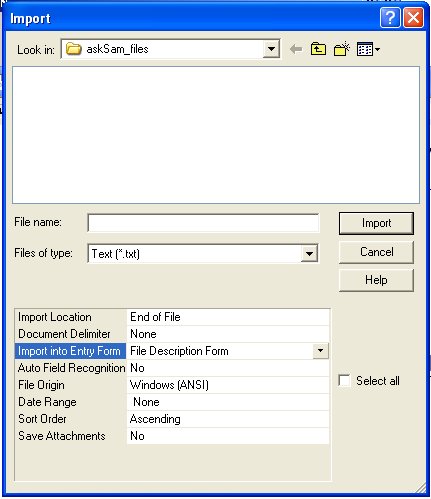 Import
Look in: askSam_files
File name:
Import
Files of type: Text (*.txt)
Cancel
Help
Import Location End of File
Document Delimiter None
Import into Entry Form File Description Form
Auto Field Recognition No
File Origin Windows (ANSI)
Date Range None
Sort Order Ascending
Save Attachments No
Select all